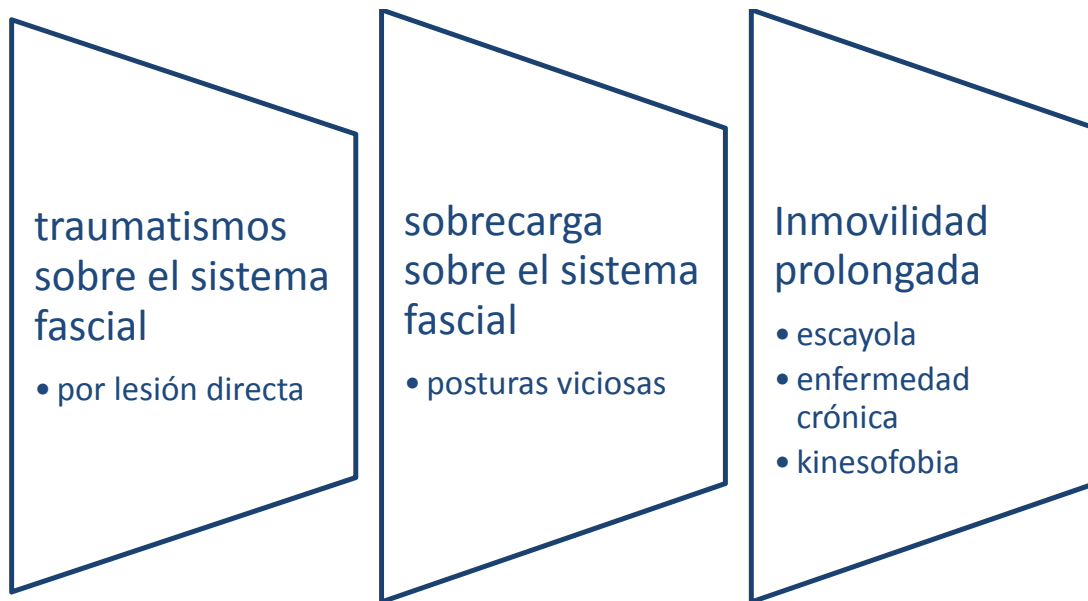 traumatismos
sobre el sistema
fascial
• por lesión directa
sobrecarga
sobre el sistema
fascial
• posturas viciosas
Inmovilidad
prolongada
• escayola
• enfermedad
crónica
• kinesofobia